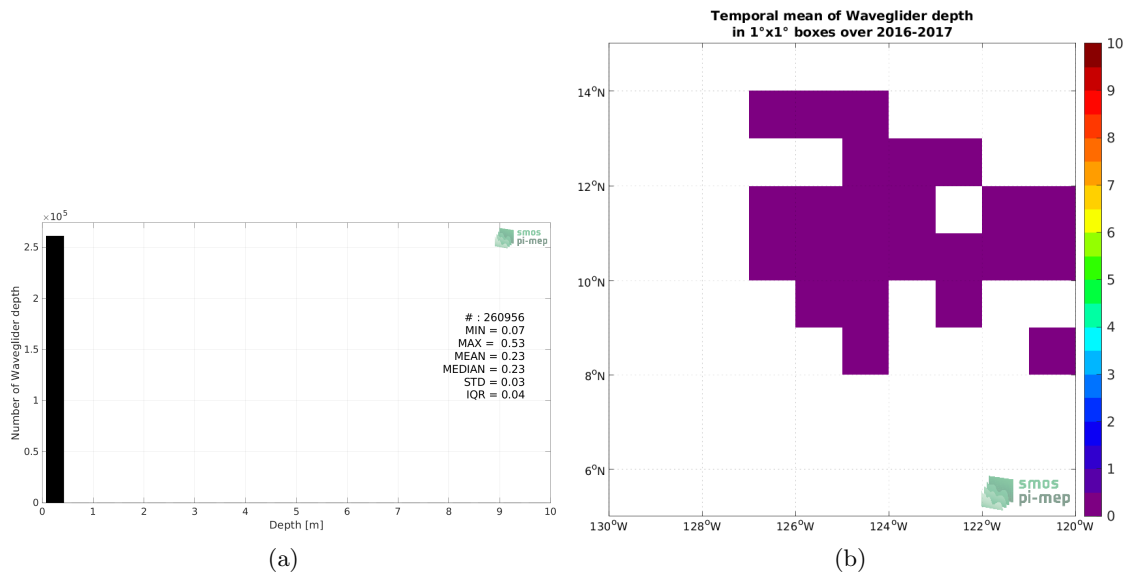 ×10⁵
2.5
2
1.5
1
0.5
0
Number of Waveglider depth
smos
pi-mep
# : 260956
MIN = 0.07
MAX = 0.53
MEAN = 0.23
MEDIAN = 0.23
STD = 0.03
IQR = 0.04
0 1 2 3 4 5 6 7 8 9 10
Depth [m]
(a)
Temporal mean of Waveglider depth
in 1°x1° boxes over 2016-2017
14°N
12°N
10°N
8°N
6°N
130°W 128°W 126°W 124°W 122°W 120°W
smos
pi-mep
10
9
8
7
6
5
4
3
2
1
0
(b)